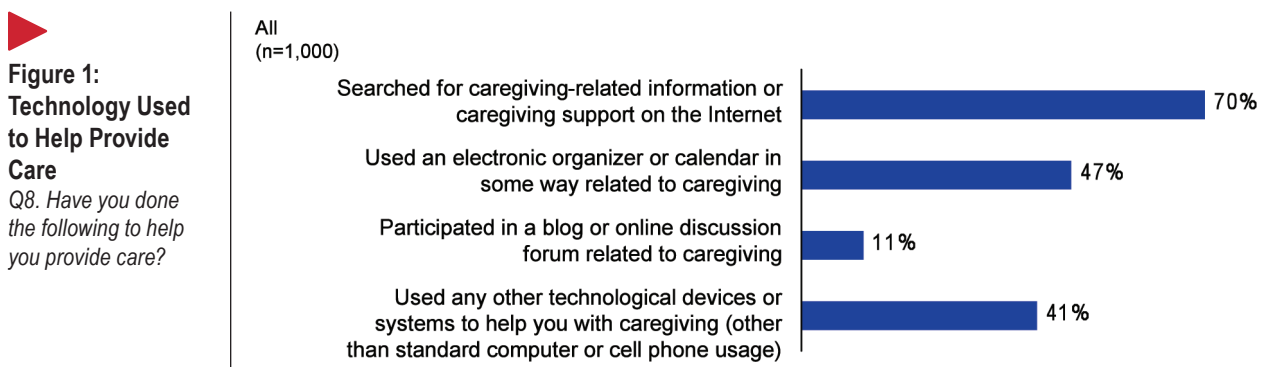 Figure 1:
Technology Used
to Help Provide
Care
Q8. Have you done
the following to help
you provide care?
All
(n=1,000)
Searched for caregiving-related information or
caregiving support on the Internet
70%
Used an electronic organizer or calendar in
some way related to caregiving
47%
Participated in a blog or online discussion
forum related to caregiving
11%
Used any other technological devices or
systems to help you with caregiving (other
than standard computer or cell phone usage)
41%